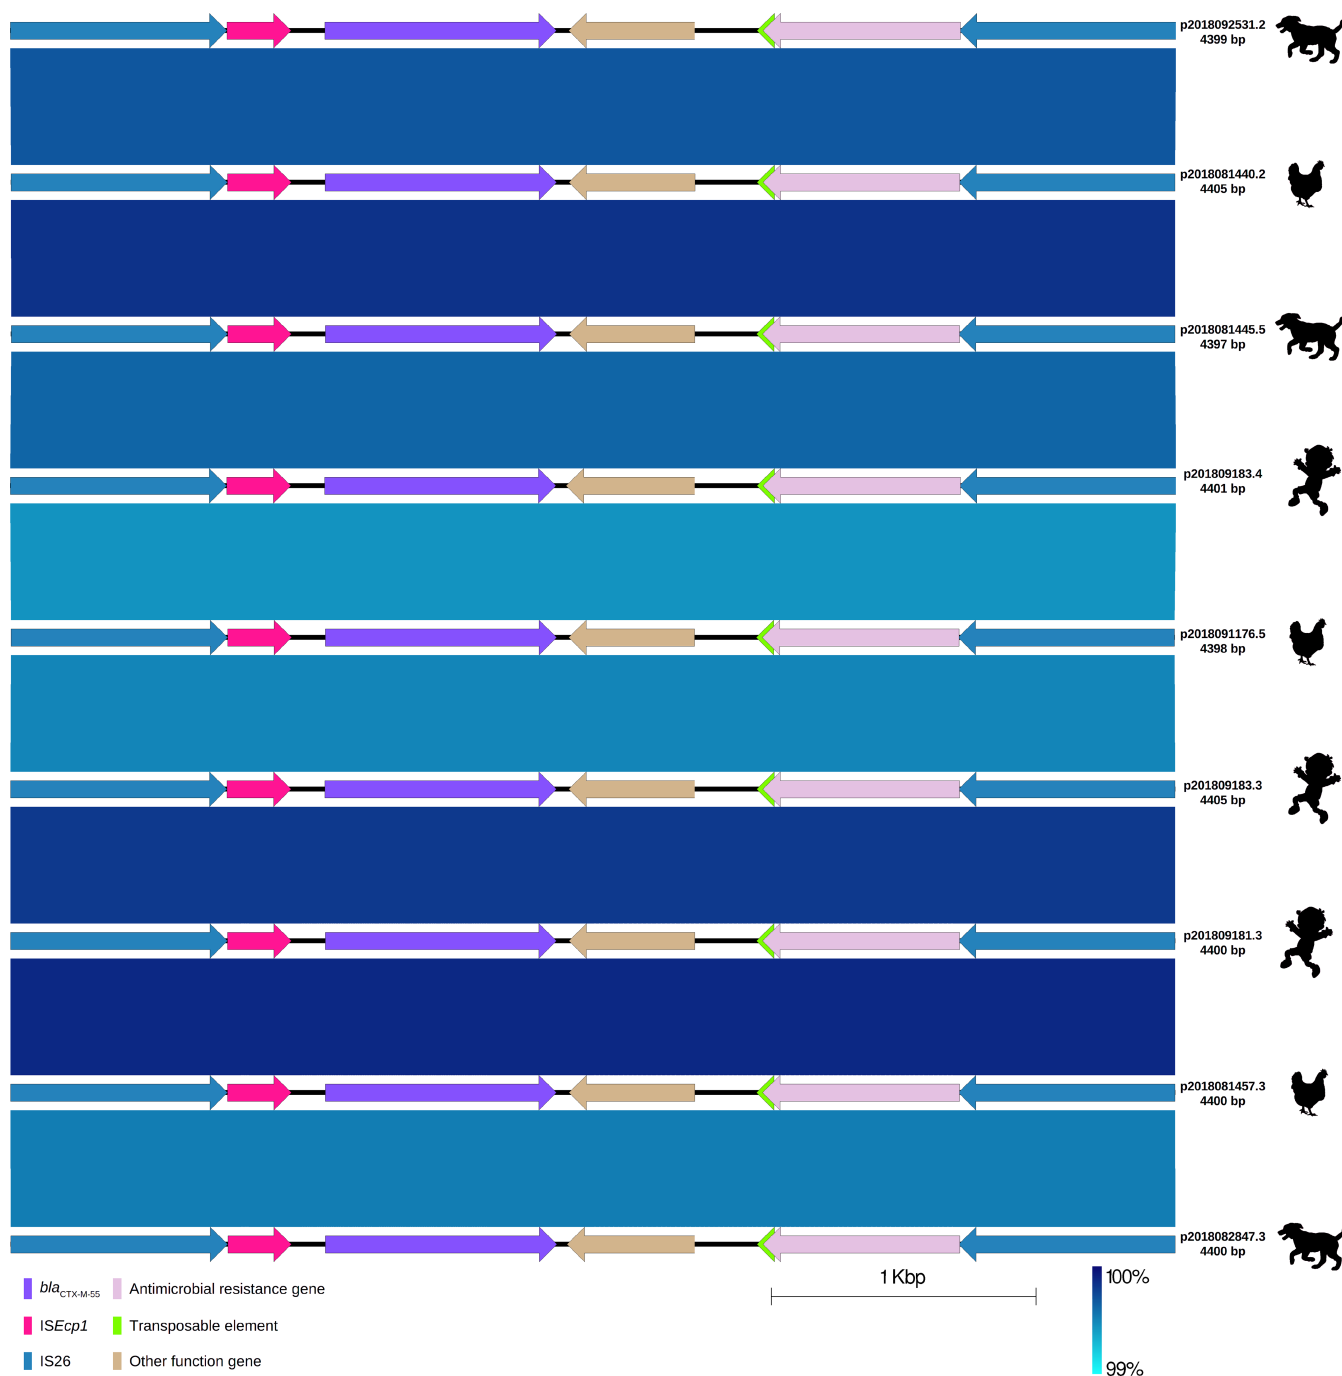 p2018092531.2
4399 bp
p2018081440.2
4405 bp
p2018081445.5
4397 bp
p201809183.4
4401 bp
p2018091176.5
4398 bp
p201809183.3
4405 bp
p201809181.3
4400 bp
p2018081457.3
4400 bp
p2018082847.3
4400 bp
bla CTX-M-55 Antimicrobial resistance gene
ISEcp1 Transposable element
IS26 Other function gene
1 Kbp
100%
99%